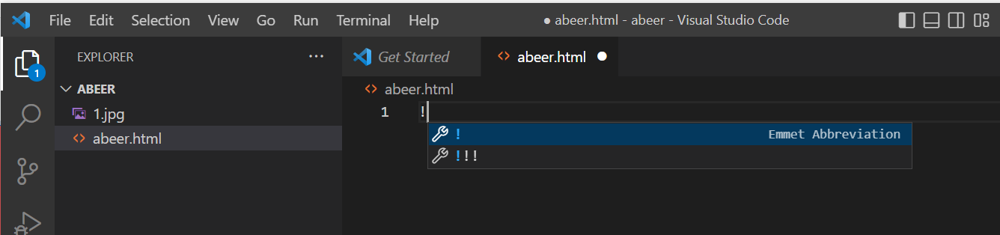 File Edit Selection View Go Run Terminal Help ● abeer.html - abeer - Visual Studio Code
EXPLORER ···
Get Started
<> abeer.html ●
1
ABEER
<> abeer.html
1.jpg
1 !
<> abeer.html
! Emmet Abbreviation
!!!